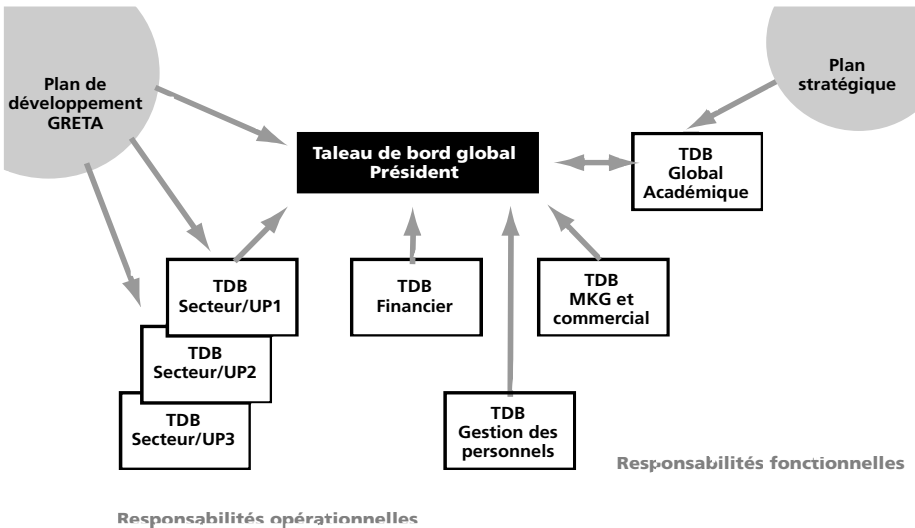 Plan de
développement
GRETA
Plan
stratégique
Taleau de bord global
Président
TDB
Global
Académique
TDB
Secteur/UP1
TDB
Financier
TDB
MKG et
commercial
TDB
Secteur/UP2
TDB
Secteur/UP3
TDB
Gestion des
personnels
Responsabilités fonctionnelles
Responsabilités opérationnelles